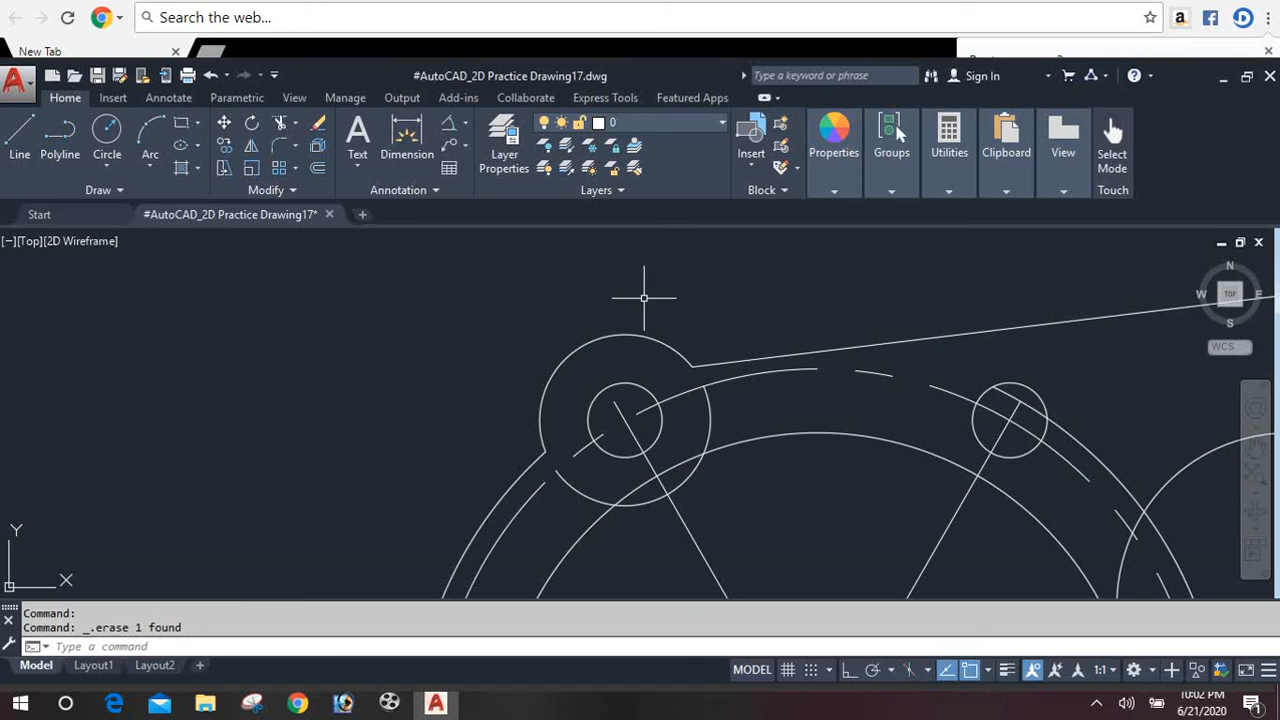 Search the web...
New Tab
#AutoCAD_2D Practice Drawing17.dwg
Type a keyword or phrase
Sign In
Home Insert Annotate Parametric View Manage Output Add-ins Collaborate Express Tools Featured Apps
0
Line Polyline Circle Arc
Text Dimension
Layer Properties
Insert
Properties Groups Utilities Clipboard View
Select Mode
Draw Modify Annotation Layers Block Touch
Start #AutoCAD_2D Practice Drawing17*
[−][Top][2D Wireframe]
N
W TOP E
S
WCS
Y
X
Command:
Command: _.erase 1 found
Type a command
Model Layout1 Layout2
MODEL 1:1
10:02 PM
6/21/2020